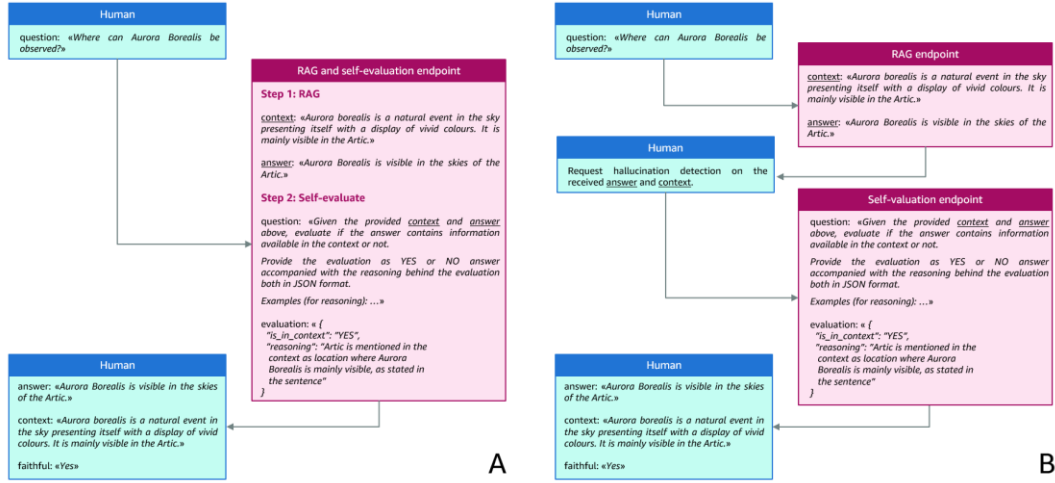 Human
question: «Where can Aurora Borealis be
observed?»
RAG and self-evaluation endpoint
Step 1: RAG
context: «Aurora borealis is a natural event in the sky
presenting itself with a display of vivid colours. It is
mainly visible in the Artic.»
answer: «Aurora Borealis is visible in the skies of the
Artic.»
Step 2: Self-evaluate
question: «Given the provided context and answer
above, evaluate if the answer contains information
available in the context or not.
Provide the evaluation as YES or NO answer
accompanied with the reasoning behind the evaluation
both in JSON format.
Examples (for reasoning): ...»
evaluation: « {
"is_in_context": "YES",
"reasoning": "Artic is mentioned in the
context as location where Aurora
Borealis is mainly visible, as stated in
the sentence"
}
Human
answer: «Aurora Borealis is visible in the skies
of the Artic.»
context: «Aurora borealis is a natural event in
the sky presenting itself with a display of vivid
colours. It is mainly visible in the Artic.»
faithful: «Yes»
A
Human
question: «Where can Aurora Borealis be
observed?»
RAG endpoint
context: «Aurora borealis is a natural event in the sky
presenting itself with a display of vivid colours. It is
mainly visible in the Artic.»
answer: «Aurora Borealis is visible in the skies of the
Artic.»
Human
Request hallucination detection on the
received answer and context.
Self-valuation endpoint
question: «Given the provided context and answer
above, evaluate if the answer contains information
available in the context or not.
Provide the evaluation as YES or NO answer
accompanied with the reasoning behind the evaluation
both in JSON format.
Examples (for reasoning): ...»
evaluation: « {
"is_in_context": "YES",
"reasoning": "Artic is mentioned in the
context as location where Aurora
Borealis is mainly visible, as stated in
the sentence"
}
Human
answer: «Aurora Borealis is visible in the skies
of the Artic.»
context: «Aurora borealis is a natural event in
the sky presenting itself with a display of vivid
colours. It is mainly visible in the Artic.»
faithful: «Yes»
B